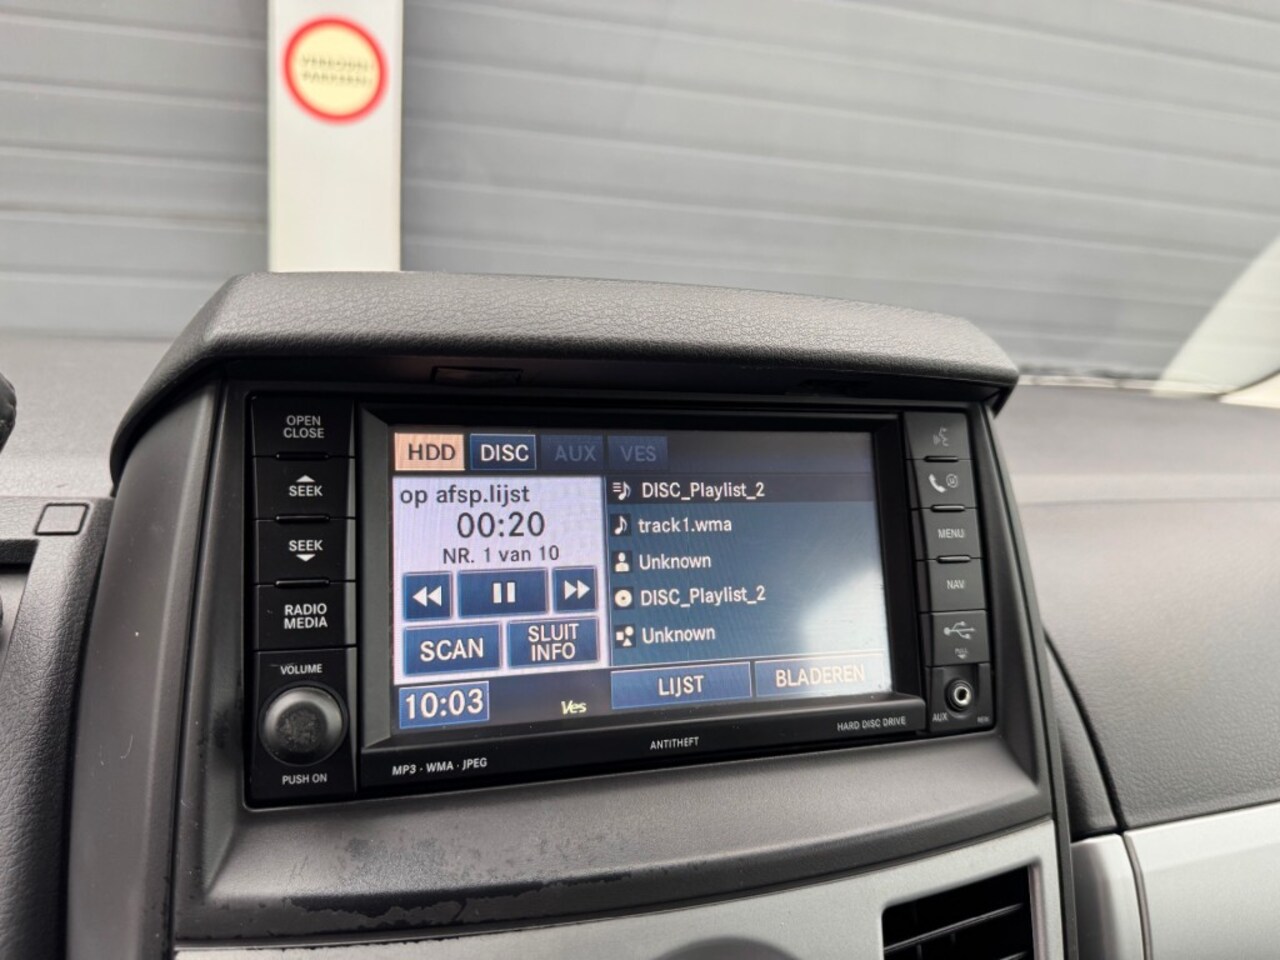 VERBODEN
PARKEREN
OPEN
CLOSE
SEEK
SEEK
RADIO
MEDIA
VOLUME
PUSH ON
HDD DISC AUX VES
op afsp.lijst
00:20
NR. 1 van 10
SCAN
SLUIT
INFO
10:03
Ves
DISC_Playlist_2
track1.wma
Unknown
DISC_Playlist_2
Unknown
LIJST
BLADEREN
MP3 · WMA · JPEG
ANTITHEFT
HARD DISC DRIVE
MENU
NAV
AUX